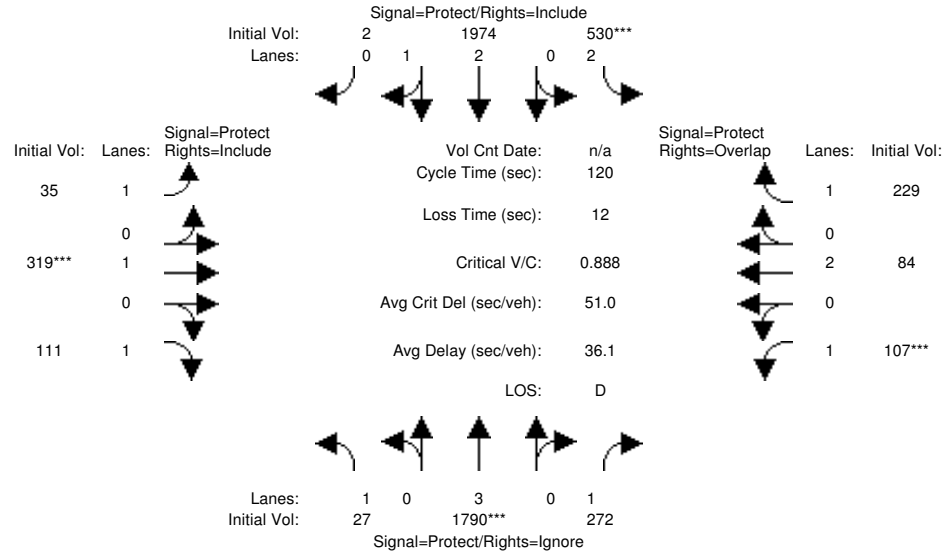 Signal=Protect/Rights=Include
Initial Vol: 2 1974 530***
Lanes: 0 1 2 0 2
Signal=Protect
Rights=Include
Signal=Protect
Rights=Overlap
Initial Vol: Lanes:
Vol Cnt Date: n/a
Lanes: Initial Vol:
Cycle Time (sec): 120
35 1
1 229
Loss Time (sec): 12
0
0
319*** 1
Critical V/C: 0.888
2 84
0
Avg Crit Del (sec/veh): 51.0
0
111 1
Avg Delay (sec/veh): 36.1
1 107***
LOS: D
Lanes: 1 0 3 0 1
Initial Vol: 27 1790*** 272
Signal=Protect/Rights=Ignore